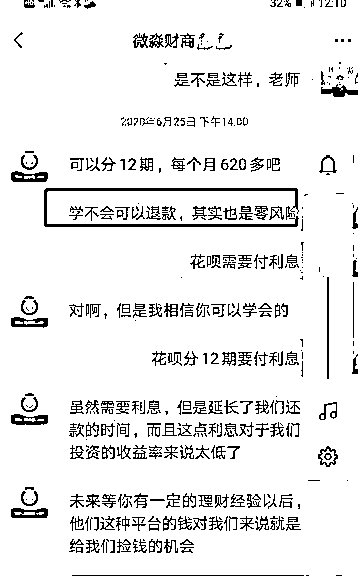 32% 12:10
微淼财商
是不是这样，老师
2020年6月25日 下午14:00
可以分12期，每个月620多吧
学不会可以退款，其实也是零风险
花呗需要付利息
对啊，但是我相信你可以学会的
花呗分12期要付利息
虽然需要利息，但是延长了我们还
款的时间，而且这点利息对于我们
投资的收益率来说太低了
未来等你有一定的理财经验以后，
他们这种平台的钱对我们来说就是
给我们捡钱的机会